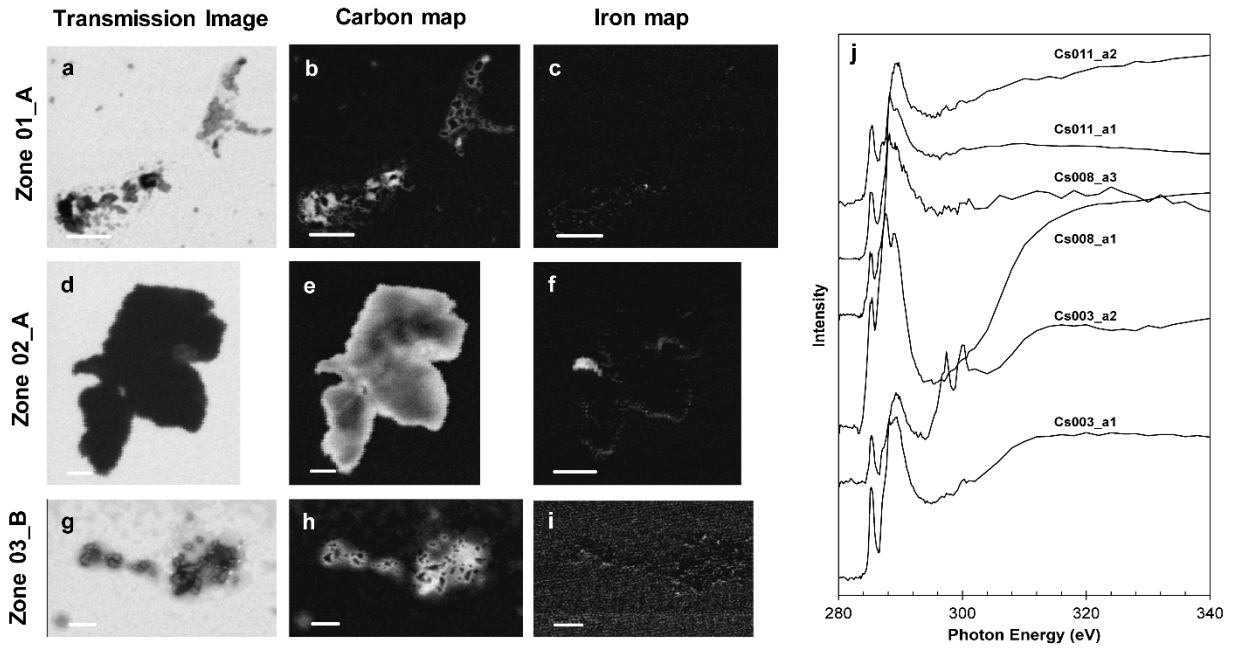 Transmission Image
Carbon map
Iron map
Zone 01_A
a
b
c
Zone 02_A
d
e
f
Zone 03_B
g
h
i
j
Cs011_a2
Cs011_a1
Cs008_a3
Cs008_a1
Cs003_a2
Cs003_a1
Intensity
280
300
320
340
Photon Energy (eV)